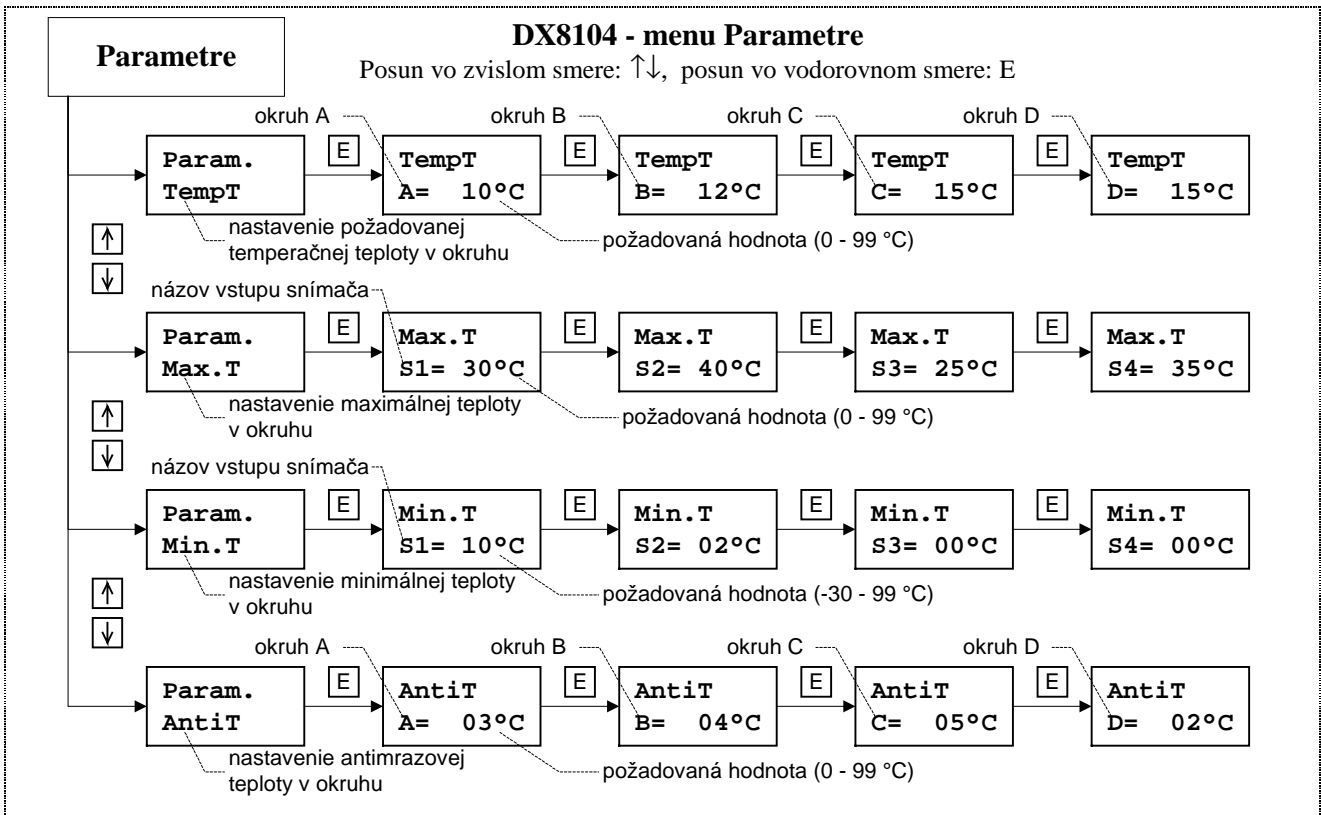 Parametre
DX8104 - menu Parametre
Posun vo zvislom smere: ↑↓, posun vo vodorovnom smere: E
okruh A okruh B okruh C okruh D
Param. E TempT E TempT E TempT E TempT
TempT A= 10°C B= 12°C C= 15°C D= 15°C
↑
↓
nastavenie požadovanej
temperačnej teploty v okruhu
požadovaná hodnota (0 - 99 °C)
názov vstupu snímača
Param. E Max.T E Max.T E Max.T E Max.T
Max.T S1= 30°C S2= 40°C S3= 25°C S4= 35°C
↑
↓
nastavenie maximálnej teploty
v okruhu
požadovaná hodnota (0 - 99 °C)
názov vstupu snímača
Param. E Min.T E Min.T E Min.T E Min.T
Min.T S1= 10°C S2= 02°C S3= 00°C S4= 00°C
↑
↓
nastavenie minimálnej teploty
v okruhu
požadovaná hodnota (-30 - 99 °C)
okruh A okruh B okruh C okruh D
Param. E AntiT E AntiT E AntiT E AntiT
AntiT A= 03°C B= 04°C C= 05°C D= 02°C
nastavenie antimrazovej
teploty v okruhu
požadovaná hodnota (0 - 99 °C)